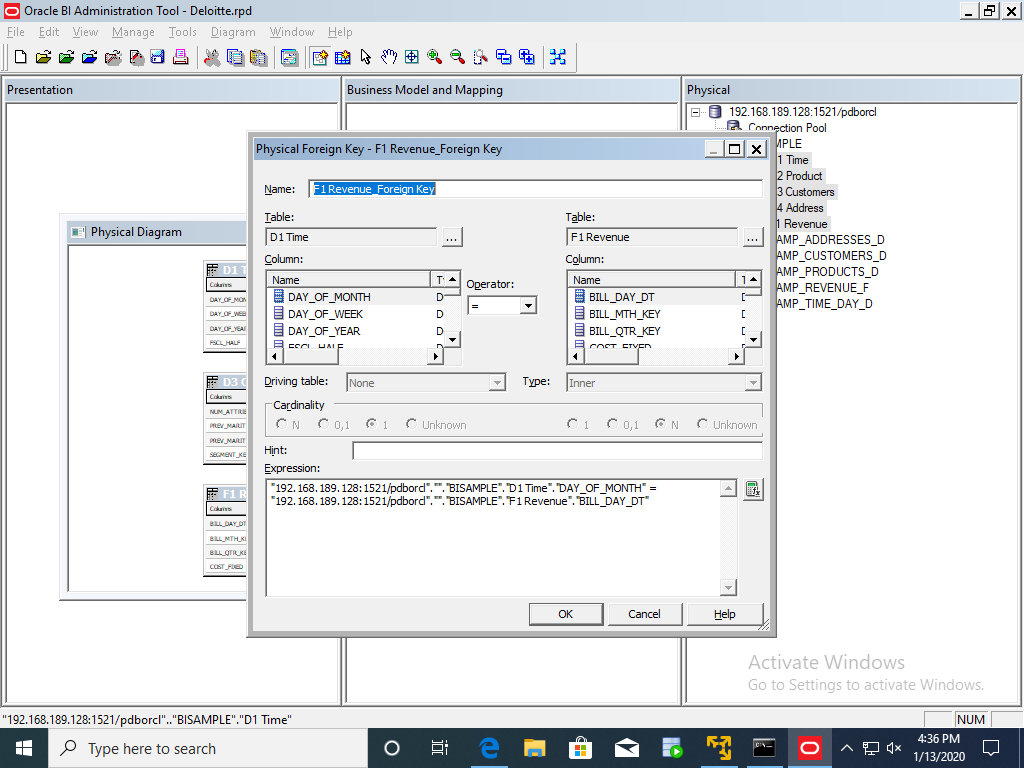 Oracle BI Administration Tool - Deloitte.rpd
File Edit View Manage Tools Diagram Window Help
Presentation
Business Model and Mapping
Physical
192.168.189.128:1521/pdborcl
Connection Pool
MPLE
1 Time
2 Product
3 Customers
4 Address
1 Revenue
AMP_ADDRESSES_D
AMP_CUSTOMERS_D
AMP_PRODUCTS_D
AMP_REVENUE_F
AMP_TIME_DAY_D
Physical Diagram
D1 T
Columns
DAY_OF_MON
DAY_OF_WEE
DAY_OF_YEAR
FSCL_HALF
D3 C
Columns
NUM_ATTRIE
PREV_MARIT
PREV_MARIT
SEGMENT_KE
F1 R
Columns
BILL_DAY_DT
BILL_MTH_KE
BILL_QTR_KE
COST_FIXED
Physical Foreign Key - F1 Revenue_Foreign Key
Name: F1 Revenue_Foreign Key
Table:
Table:
D1 Time ...
F1 Revenue ...
Column:
Column:
Operator:
=
Name
DAY_OF_MONTH D
DAY_OF_WEEK D
DAY_OF_YEAR D
FSCL_HALF
Name
BILL_DAY_DT
BILL_MTH_KEY
BILL_QTR_KEY
COST_FIXED
Driving table: None Type: Inner
Cardinality
N 0,1 1 Unknown 1 0,1 N Unknown
Hint:
Expression:
"192.168.189.128:1521/pdborcl".""."BISAMPLE"."D1 Time"."DAY_OF_MONTH" =
"192.168.189.128:1521/pdborcl".""."BISAMPLE"."F1 Revenue"."BILL_DAY_DT"
OK Cancel Help
Activate Windows
Go to Settings to activate Windows.
"192.168.189.128:1521/pdborcl".."BISAMPLE"."D1 Time"
NUM
Type here to search
4:36 PM
1/13/2020